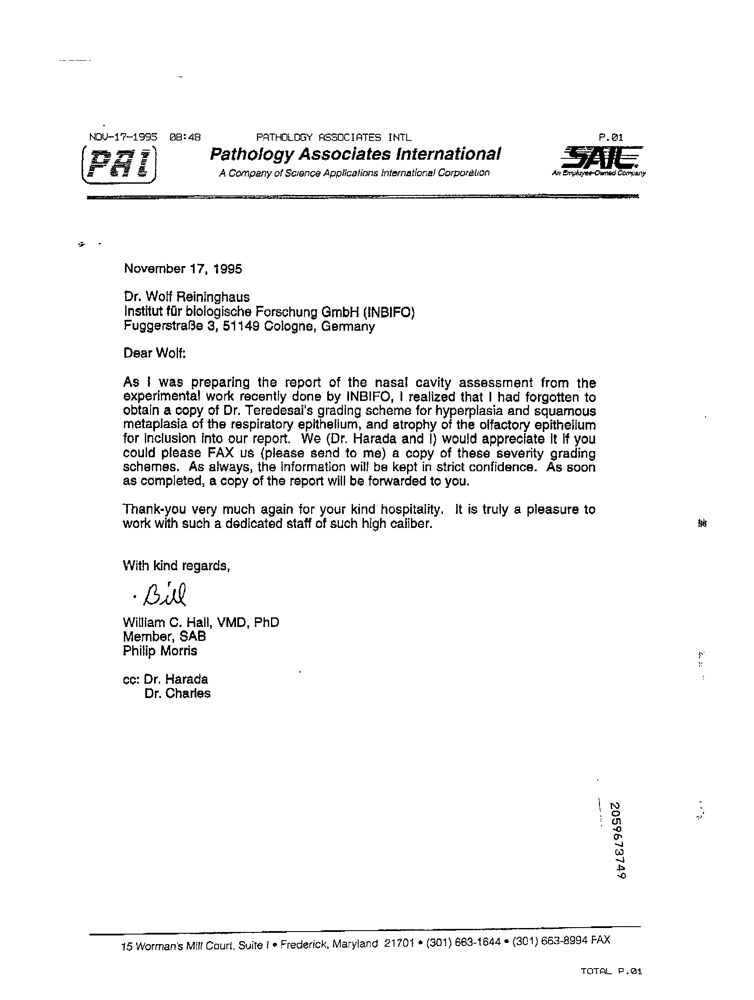 NOV-17-1995 08:48 PATHOLOGY ASSOCIATES INTL P.01
PAI Pathology Associates International SAIC
A Company of Science Applications International Corporation An Employee-Owned Company
November 17, 1995
Dr. Wolf Reininghaus
Institut für biologische Forschung GmbH (INBIFO)
Fuggerstraße 3, 51149 Cologne, Germany
Dear Wolf:
As I was preparing the report of the nasal cavity assessment from the
experimental work recently done by INBIFO, I realized that I had forgotten to
obtain a copy of Dr. Teredesai's grading scheme for hyperplasia and squamous
metaplasia of the respiratory epithelium, and atrophy of the olfactory epithelium
for inclusion into our report. We (Dr. Harada and I) would appreciate it if you
could please FAX us (please send to me) a copy of these severity grading
schemes. As always, the information will be kept in strict confidence. As soon
as completed, a copy of the report will be forwarded to you.
Thank-you very much again for your kind hospitality. It is truly a pleasure to
work with such a dedicated staff of such high caliber.
With kind regards,
Bill
William C. Hall, VMD, PhD
Member, SAB
Philip Morris
cc: Dr. Harada
Dr. Charles
2059673749
15 Worman's Mill Court, Suite I • Frederick, Maryland 21701 • (301) 663-1644 • (301) 663-8994 FAX
TOTAL P.01